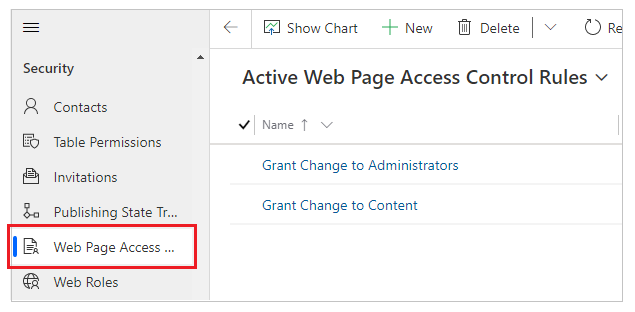 Show Chart
New
Delete
Re
Security
Active Web Page Access Control Rules
Contacts
Name
Table Permissions
Grant Change to Administrators
Invitations
Grant Change to Content
Publishing State Tr...
Web Page Access ...
Web Roles